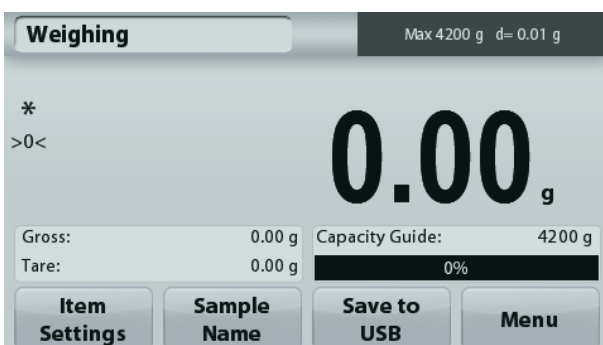 Weighing
Max 4200 g d= 0.01 g
*
>0<
0.00 g
Gross: 0.00 g
Tare: 0.00 g
Capacity Guide: 4200 g
0%
Item Settings
Sample Name
Save to USB
Menu